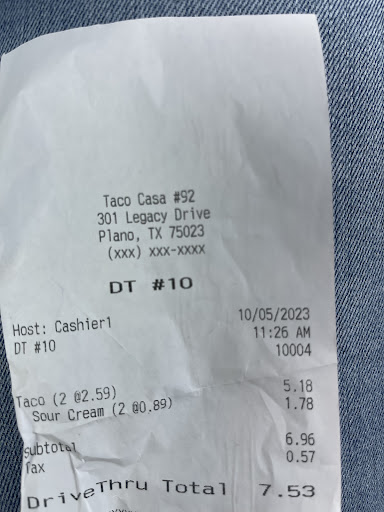 Taco Casa #92
301 Legacy Drive
Plano, TX 75023
(xxx) xxx-xxxx
DT #10
Host: Cashier1 10/05/2023
DT #10 11:26 AM
10004
Taco (2 @2.59) 5.18
Sour Cream (2 @0.89) 1.78
Subtotal 6.96
Tax 0.57
DriveThru Total 7.53